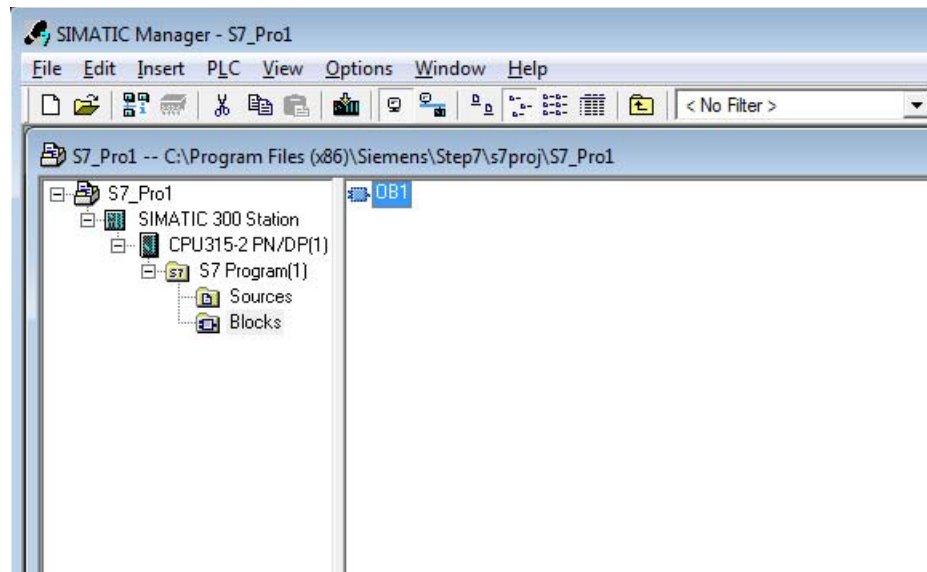 SIMATIC Manager - S7_Pro1
File Edit Insert PLC View Options Window Help
< No Filter >
S7_Pro1 -- C:\Program Files (x86)\Siemens\Step7\s7proj\S7_Pro1
S7_Pro1
SIMATIC 300 Station
CPU315-2 PN/DP(1)
S7 Program(1)
Sources
Blocks
OB1